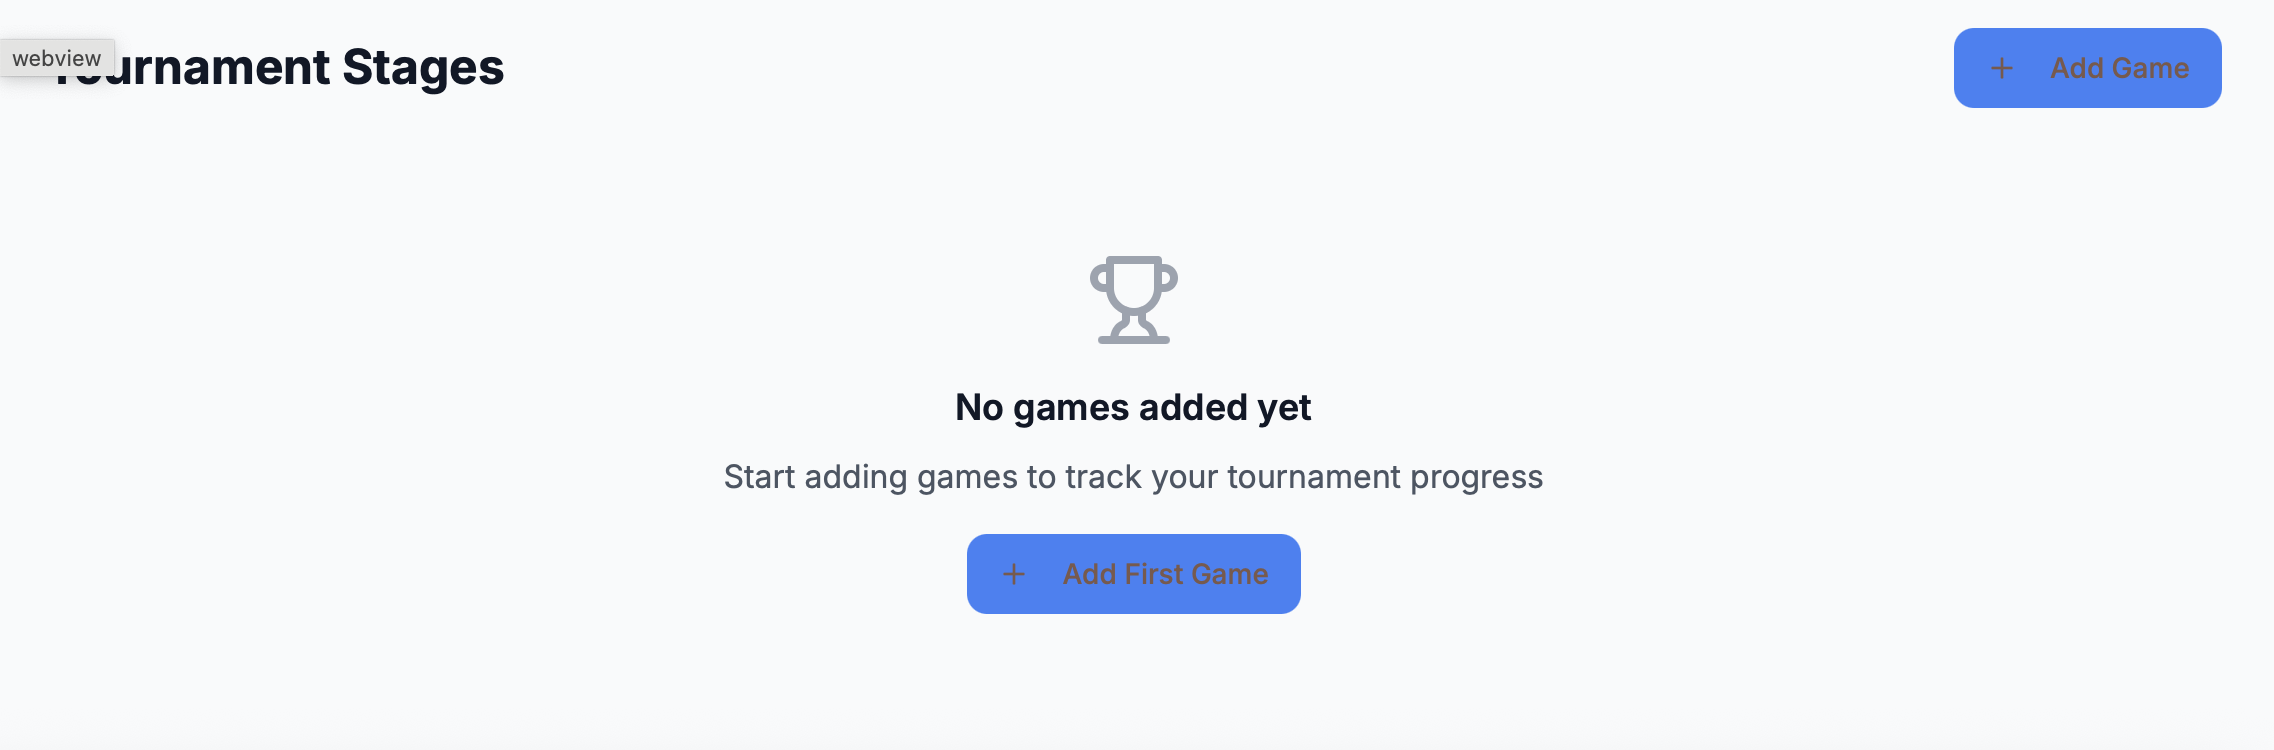 webview
Tournament Stages
Add Game
No games added yet
Start adding games to track your tournament progress
Add First Game